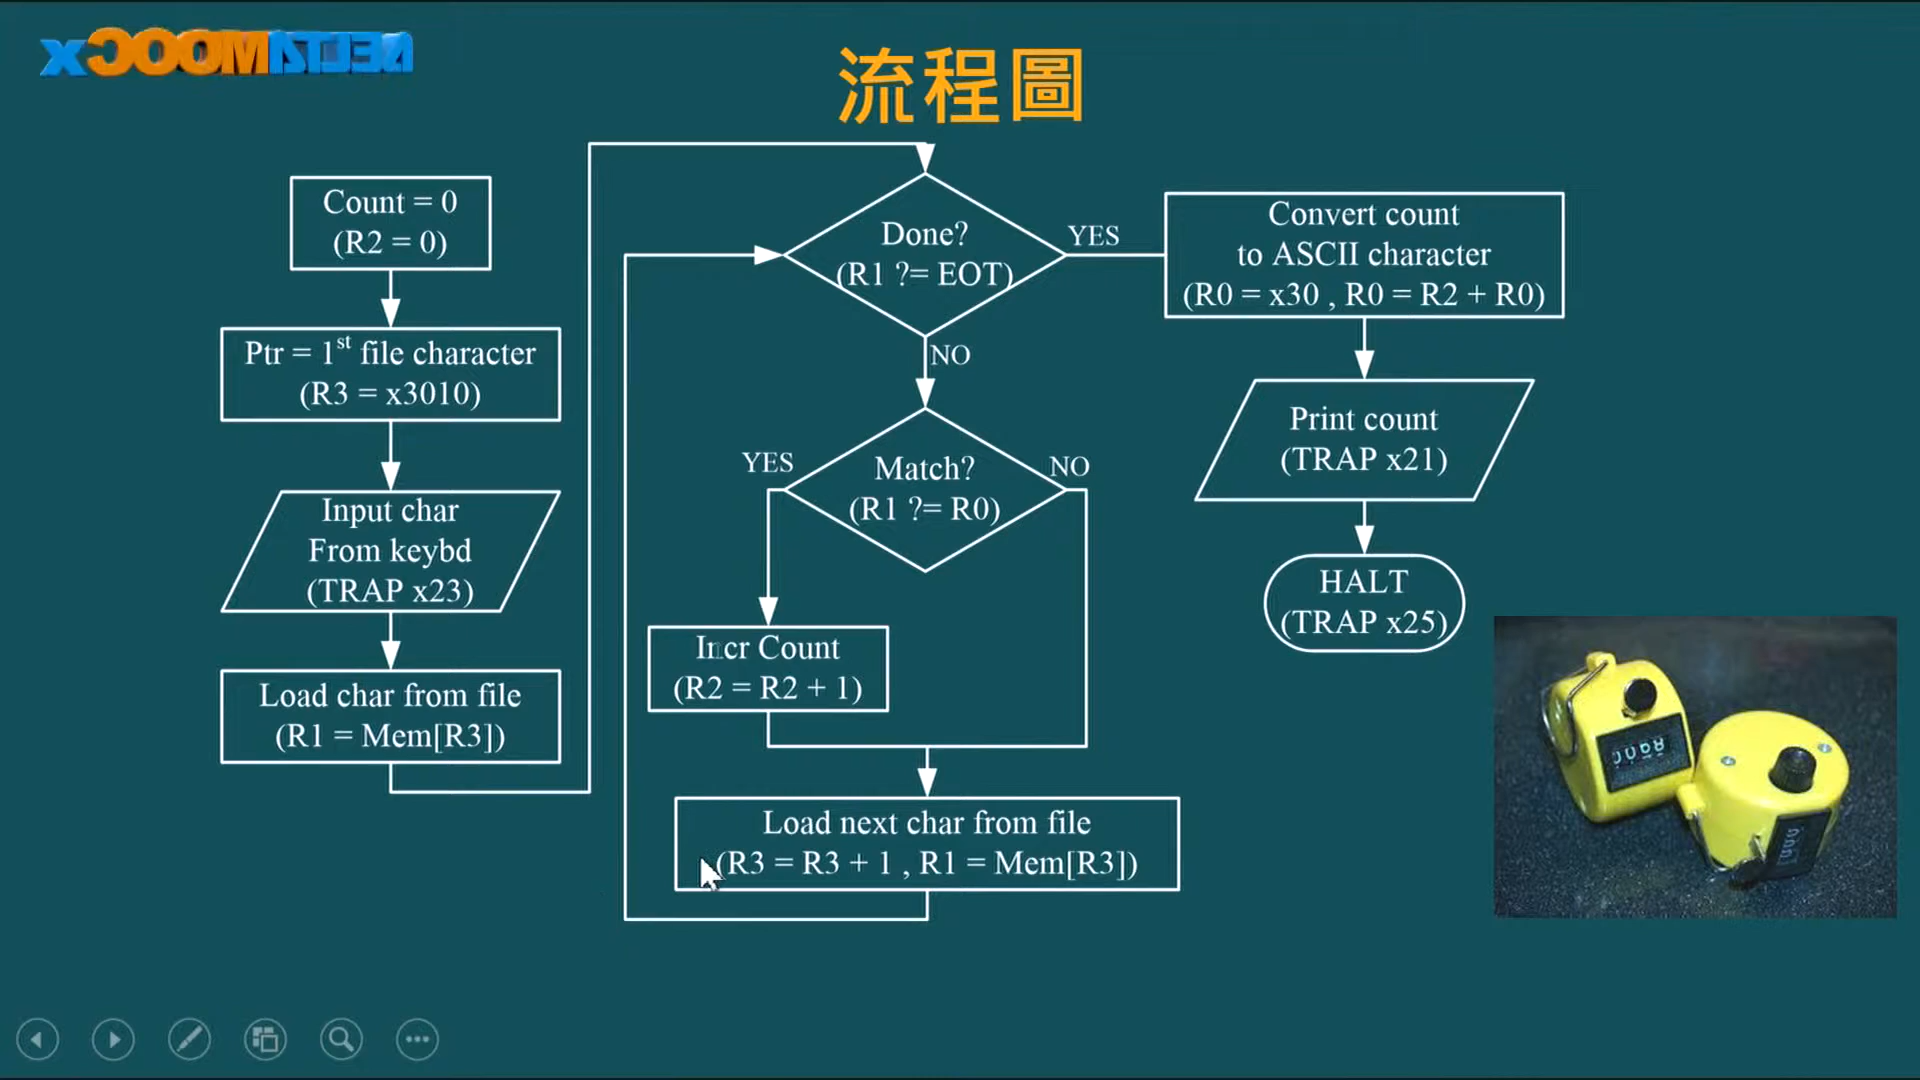 DELTAMOOCx
流程圖
Count = 0
(R2 = 0)
Ptr = 1st file character
(R3 = x3010)
Input char
From keybd
(TRAP x23)
Load char from file
(R1 = Mem[R3])
Done?
(R1 ?= EOT)
YES
NO
Match?
(R1 ?= R0)
YES
NO
Incr Count
(R2 = R2 + 1)
Load next char from file
(R3 = R3 + 1 , R1 = Mem[R3])
Convert count
to ASCII character
(R0 = x30 , R0 = R2 + R0)
Print count
(TRAP x21)
HALT
(TRAP x25)